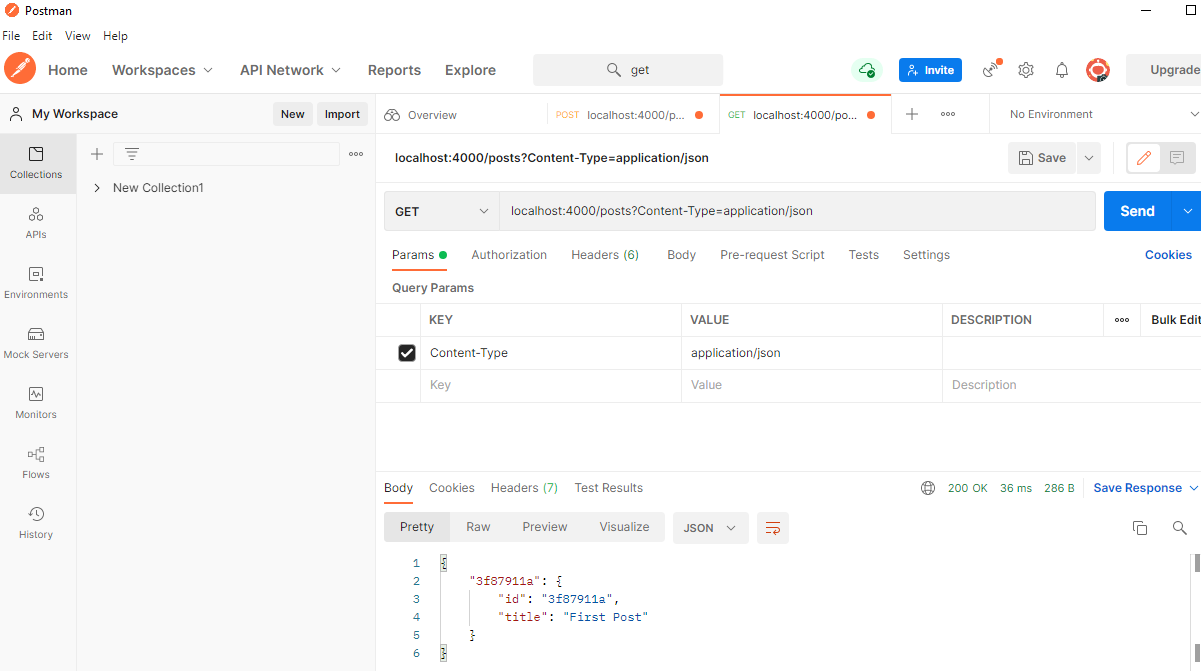 Postman
File Edit View Help
Home Workspaces API Network Reports Explore get Invite Upgrade
My Workspace New Import Overview POST localhost:4000/p... GET localhost:4000/po... No Environment
Collections
New Collection1
APIs
Environments
Mock Servers
Monitors
Flows
History
localhost:4000/posts?Content-Type=application/json Save
GET localhost:4000/posts?Content-Type=application/json Send
Params Authorization Headers (6) Body Pre-request Script Tests Settings Cookies
Query Params
KEY VALUE DESCRIPTION Bulk Edit
Content-Type application/json
Key Value Description
Body Cookies Headers (7) Test Results 200 OK 36 ms 286 B Save Response
Pretty Raw Preview Visualize JSON
1 {
2 "3f87911a": {
3 "id": "3f87911a",
4 "title": "First Post"
5 }
6 }